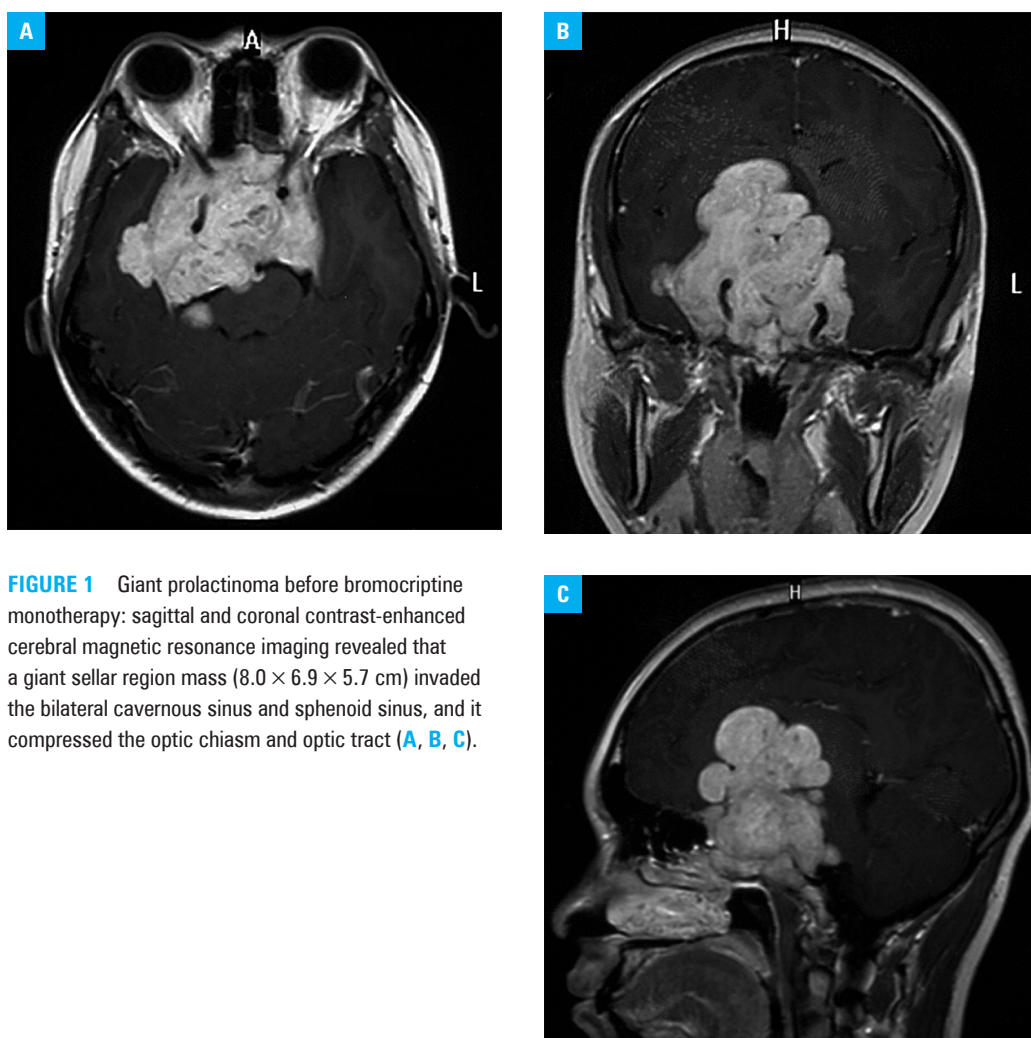 A
A
L
B
H
L
FIGURE 1 Giant prolactinoma before bromocriptine
monotherapy: sagittal and coronal contrast-enhanced
cerebral magnetic resonance imaging revealed that
a giant sellar region mass (8.0 × 6.9 × 5.7 cm) invaded
the bilateral cavernous sinus and sphenoid sinus, and it
compressed the optic chiasm and optic tract (A, B, C).
C
H